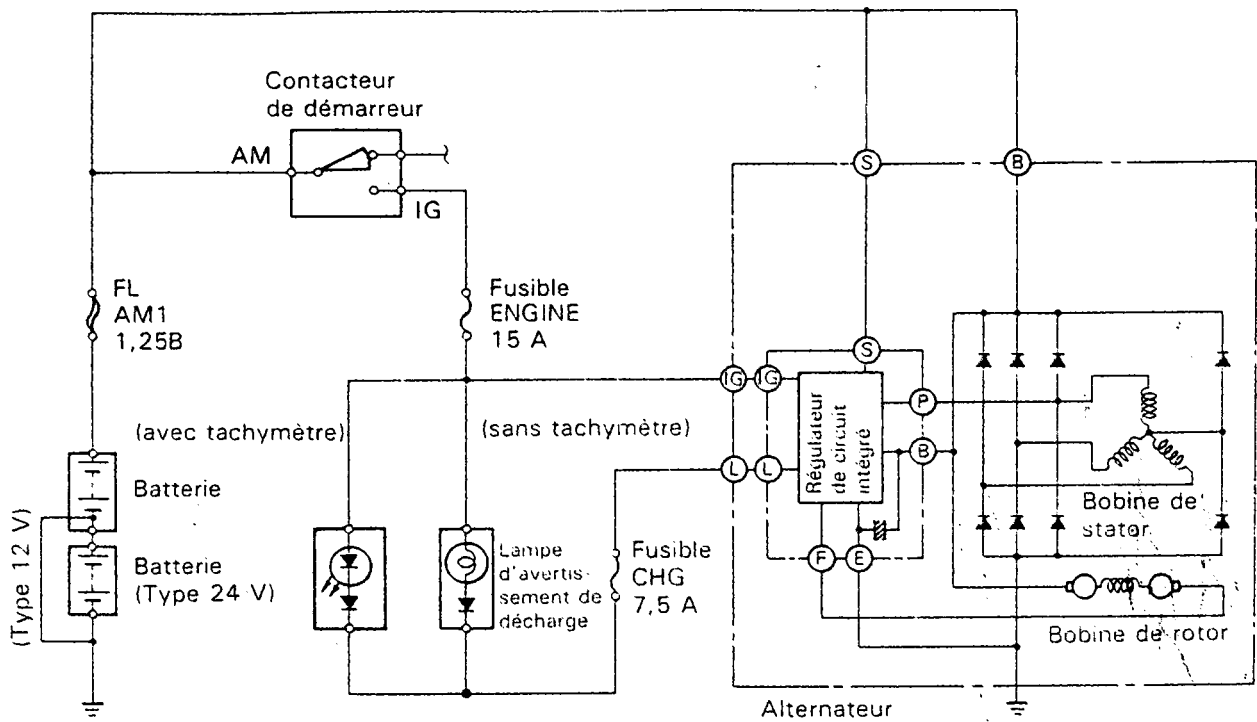 Contacteur
de démarreur
AM
IG
S
B
FL
AM1
1,25B
Fusible
ENGINE
15 A
S
IG
IG
P
(avec tachymètre)
(sans tachymètre)
Régulateur
de circuit
intégré
B
L
L
Batterie
(Type 12 V)
Batterie
(Type 24 V)
Lampe
d'avertis-
sement de
décharge
Fusible
CHG
7,5 A
F
E
Bobine de
stator
Bobine de rotor
Alternateur